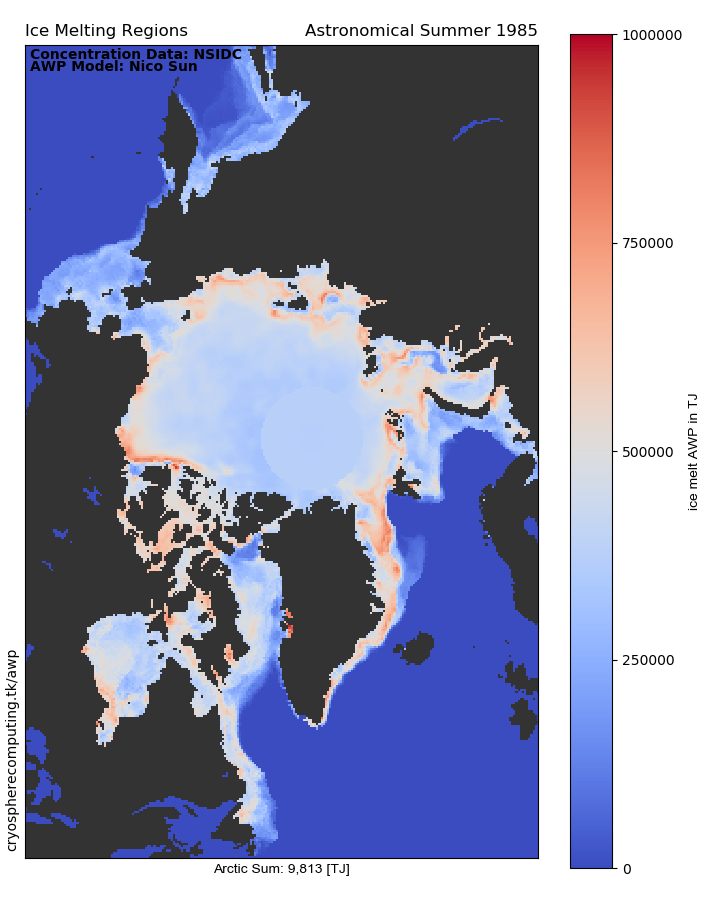 Ice Melting Regions
Astronomical Summer 1985
Concentration Data: NSIDC
AWP Model: Nico Sun
1000000
750000
500000
250000
0
ice melt AWP in TJ
cryospherecomputing.tk/awp
Arctic Sum: 9,813 [TJ]